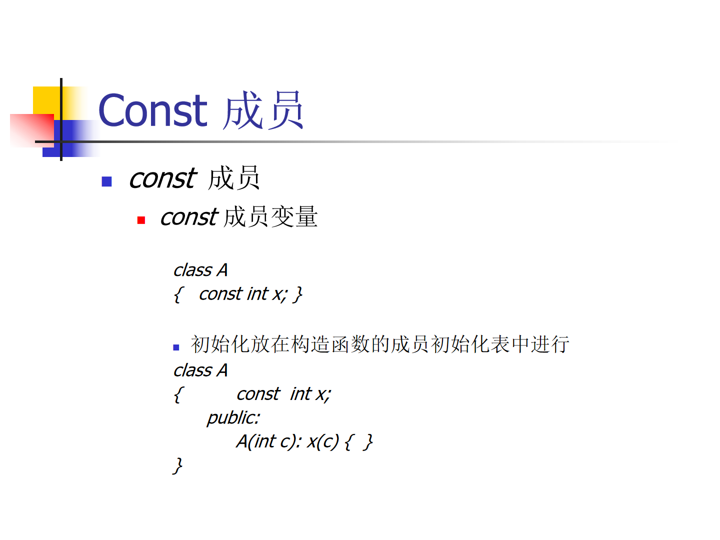 Const 成员
const 成员
const 成员变量
class A
{ const int x; }
初始化放在构造函数的成员初始化表中进行
class A
{ const int x;
public:
A(int c): x(c) { }
}